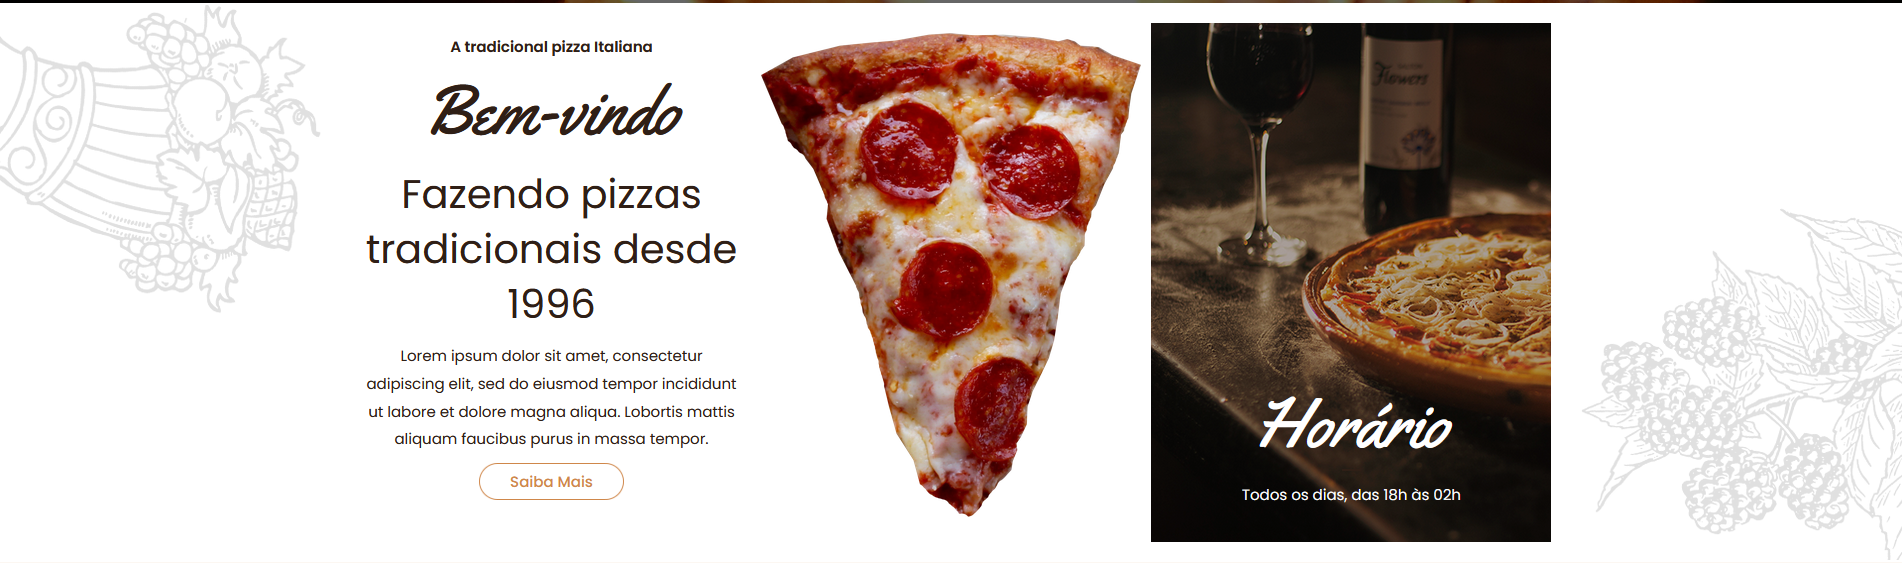 A tradicional pizza Italiana
Bem-vindo
Fazendo pizzas
tradicionais desde
1996
Lorem ipsum dolor sit amet, consectetur
adipiscing elit, sed do eiusmod tempor incididunt
ut labore et dolore magna aliqua. Lobortis mattis
aliquam faucibus purus in massa tempor.
Saiba Mais
Flowers
Horário
Todos os dias, das 18h às 02h